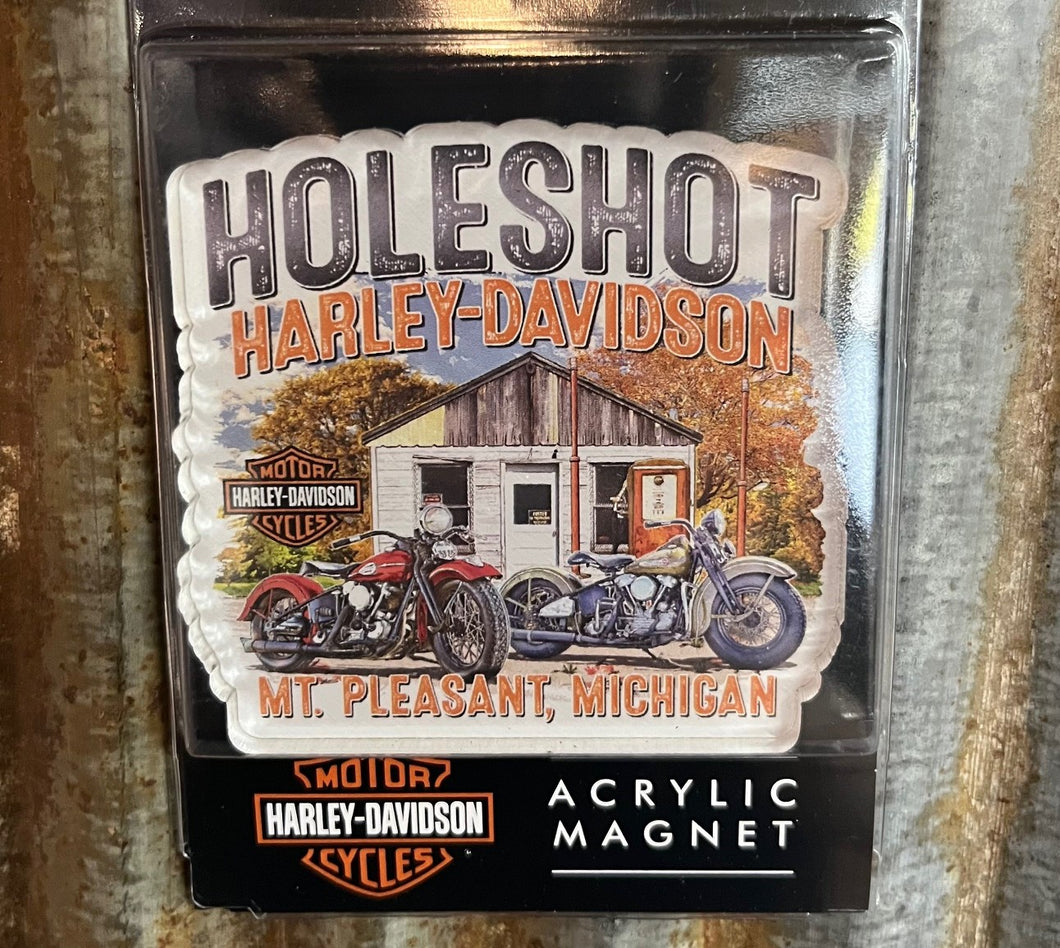 HOLESHOT
HARLEY-DAVIDSON
MOTOR
HARLEY-DAVIDSON
CYCLES
MT. PLEASANT, MICHIGAN
MOTOR
HARLEY-DAVIDSON
CYCLES
ACRYLIC
MAGNET